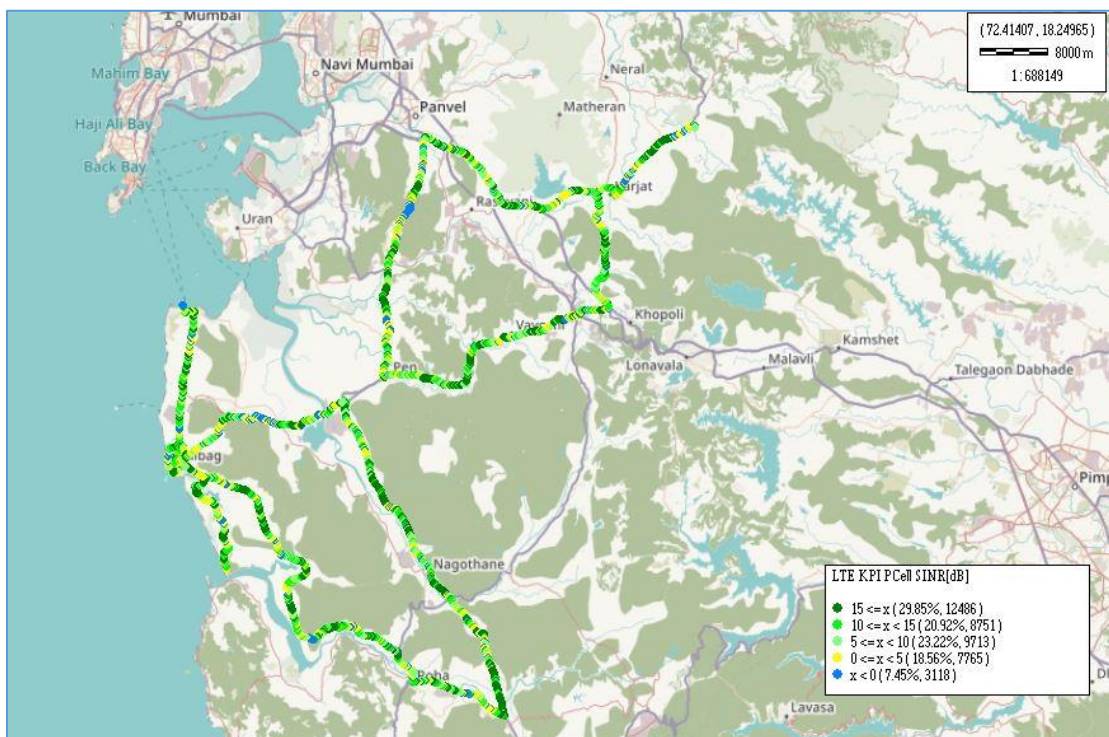 Mumbai
(72.41407, 18.24965)
8000 m
1: 688149
Navi Mumbai
Mahim Bay
Neral
Panvel
Matheran
Haji Ali Bay
Back Bay
Uran
Khopoli
Kamshet
Lonavala
Malavli
Pen
Talegaon Dabhade
Pimp
Nagothane
Roha
Lavasa
LTE KPI PCell SINR[dB]
15 <= x ( 29.85%, 12486 )
10 <= x < 15 ( 20.92%, 8751 )
5 <= x < 10 ( 23.22%, 9713 )
0 <= x < 5 ( 18.56%, 7765 )
x < 0 ( 7.45%, 3118 )